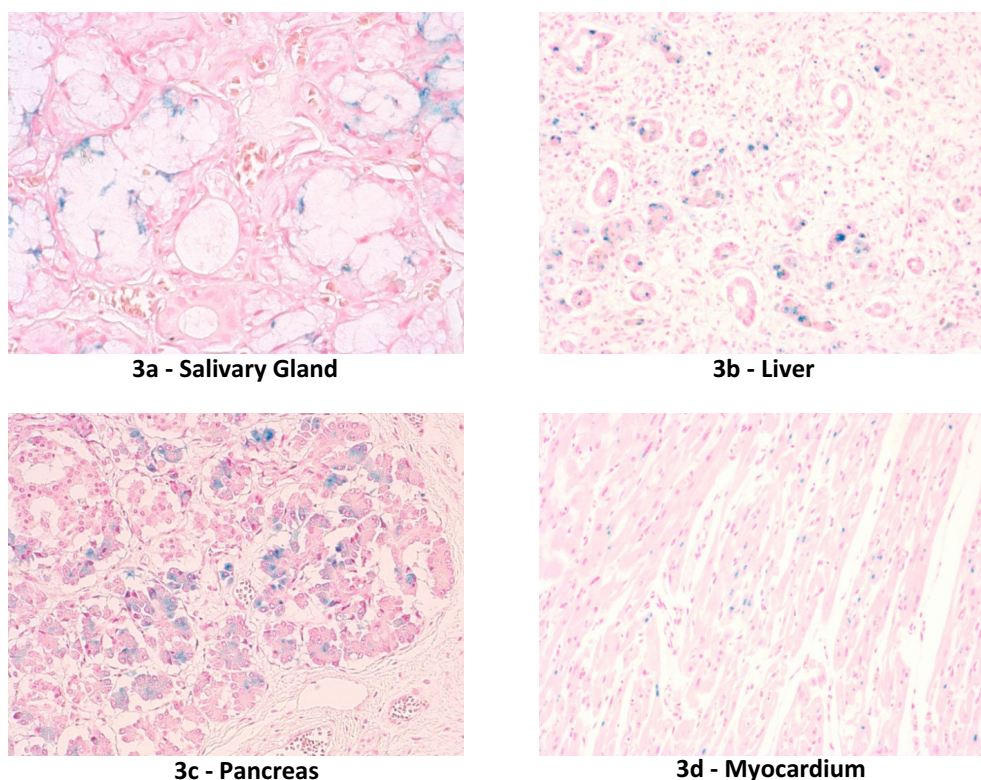 3a - Salivary Gland
3b - Liver
3c - Pancreas
3d - Myocardium